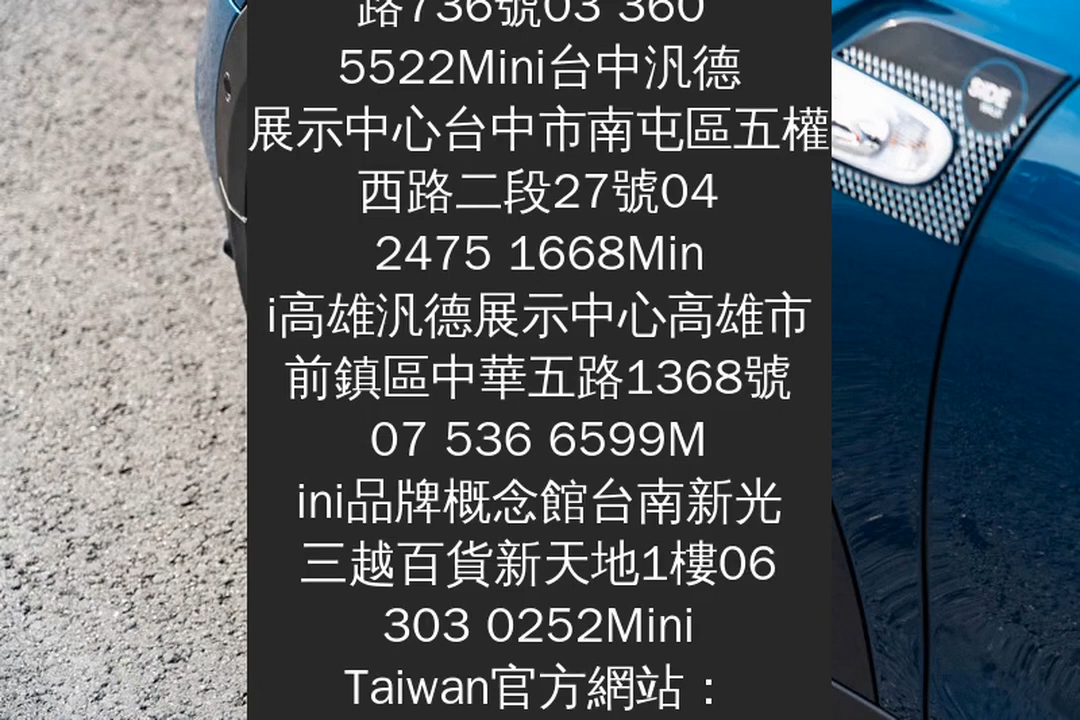 路736號03 360
5522Mini台中汎德
展示中心台中市南屯區五權
西路二段27號04
2475 1668Min
i高雄汎德展示中心高雄市
前鎮區中華五路1368號
07 536 6599M
ini品牌概念館台南新光
三越百貨新天地1樓06
303 0252Mini
Taiwan官方網站：
SIDE